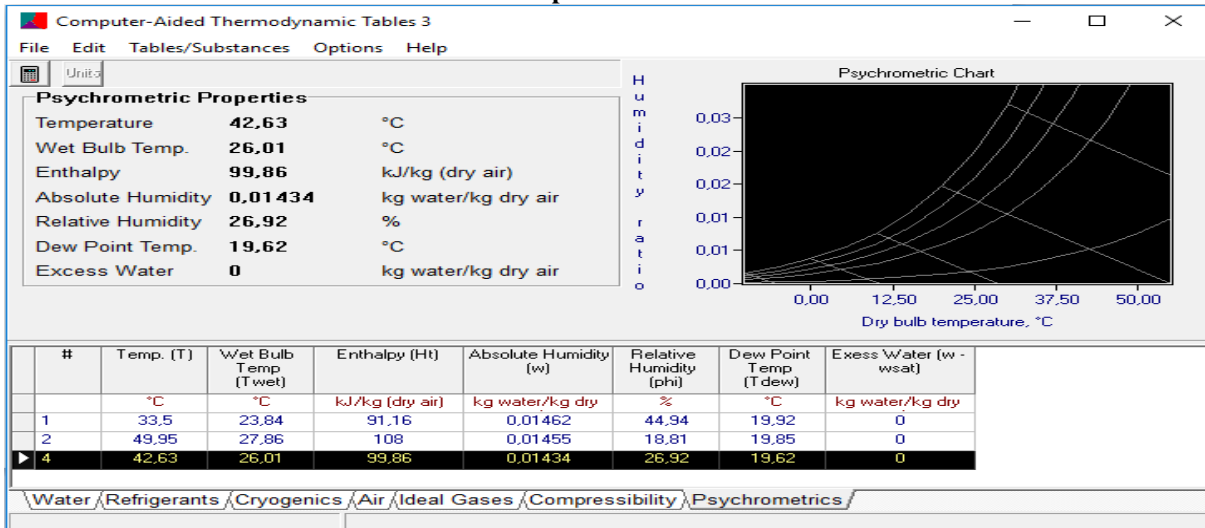 Computer-Aided Thermodynamic Tables 3
File Edit Tables/Substances Options Help
Units
Psychrometric Properties
Temperature 42,63 °C
Wet Bulb Temp. 26,01 °C
Enthalpy 99,86 kJ/kg (dry air)
Absolute Humidity 0,01434 kg water/kg dry air
Relative Humidity 26,92 %
Dew Point Temp. 19,62 °C
Excess Water 0 kg water/kg dry air
Psychrometric Chart
Humidity ratio
0,03
0,02
0,02
0,01
0,01
0,00
0,00 12,50 25,00 37,50 50,00
Dry bulb temperature, °C
# Temp. (T) Wet Bulb Temp (Twet) Enthalpy (Ht) Absolute Humidity (w) Relative Humidity (phi) Dew Point Temp (Tdew) Exess Water (w - wsat)
°C °C kJ/kg (dry air) kg water/kg dry % °C kg water/kg dry
1 33,5 23,84 91,16 0,01462 44,94 19,92 0
2 49,95 27,86 108 0,01455 18,81 19,85 0
4 42,63 26,01 99,86 0,01434 26,92 19,62 0
Water Refrigerants Cryogenics Air Ideal Gases Compressibility Psychrometrics